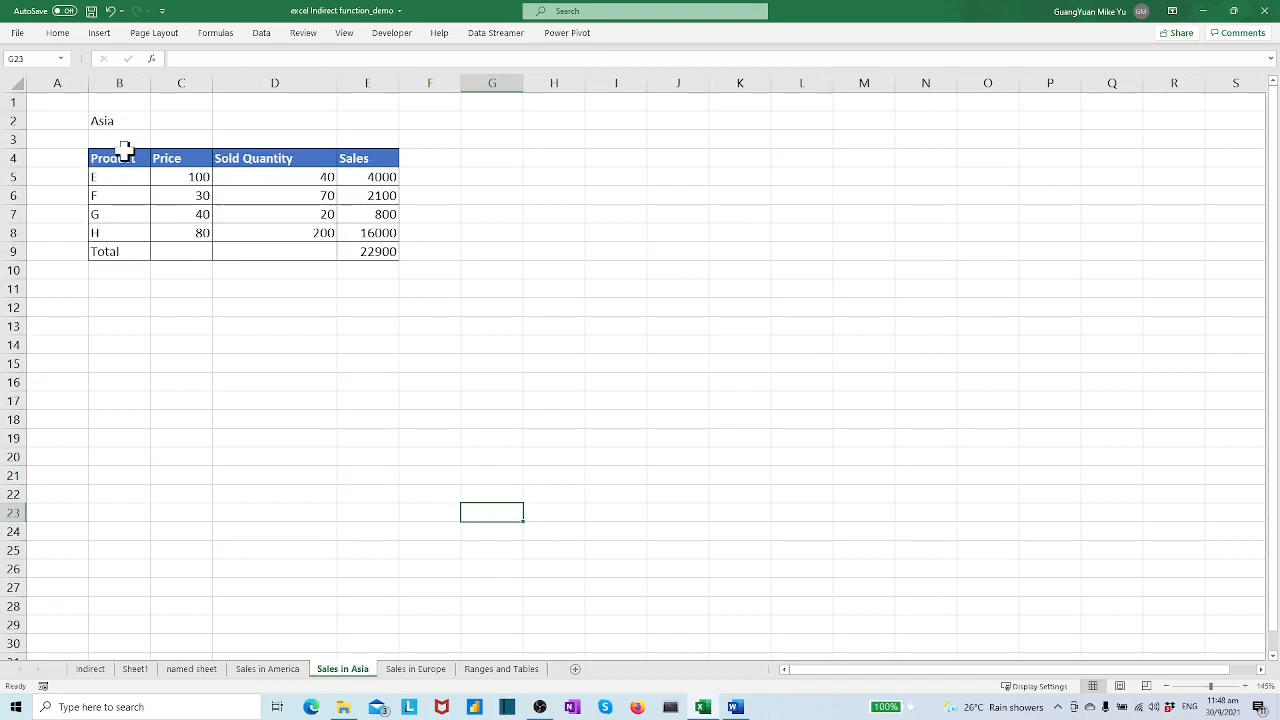 AutoSave Off excel Indirect function_demo Search GuangYuan Mike Yu GM
File Home Insert Page Layout Formulas Data Review View Developer Help Data Streamer Power Pivot Share Comments
G23 fx
A B C D E F G H I J K L M N O P Q R S
1
2 Asia
3
4 Product Price Sold Quantity Sales
5 E 100 40 4000
6 F 30 70 2100
7 G 40 20 800
8 H 80 200 16000
9 Total 22900
10
11
12
13
14
15
16
17
18
19
20
21
22
23
24
25
26
27
28
29
30
Indirect Sheet1 named sheet Sales in America Sales in Asia Sales in Europe Ranges and Tables
Ready Display Settings 145%
Type here to search 100% 26°C Rain showers ENG 11:48 am
30/9/2021